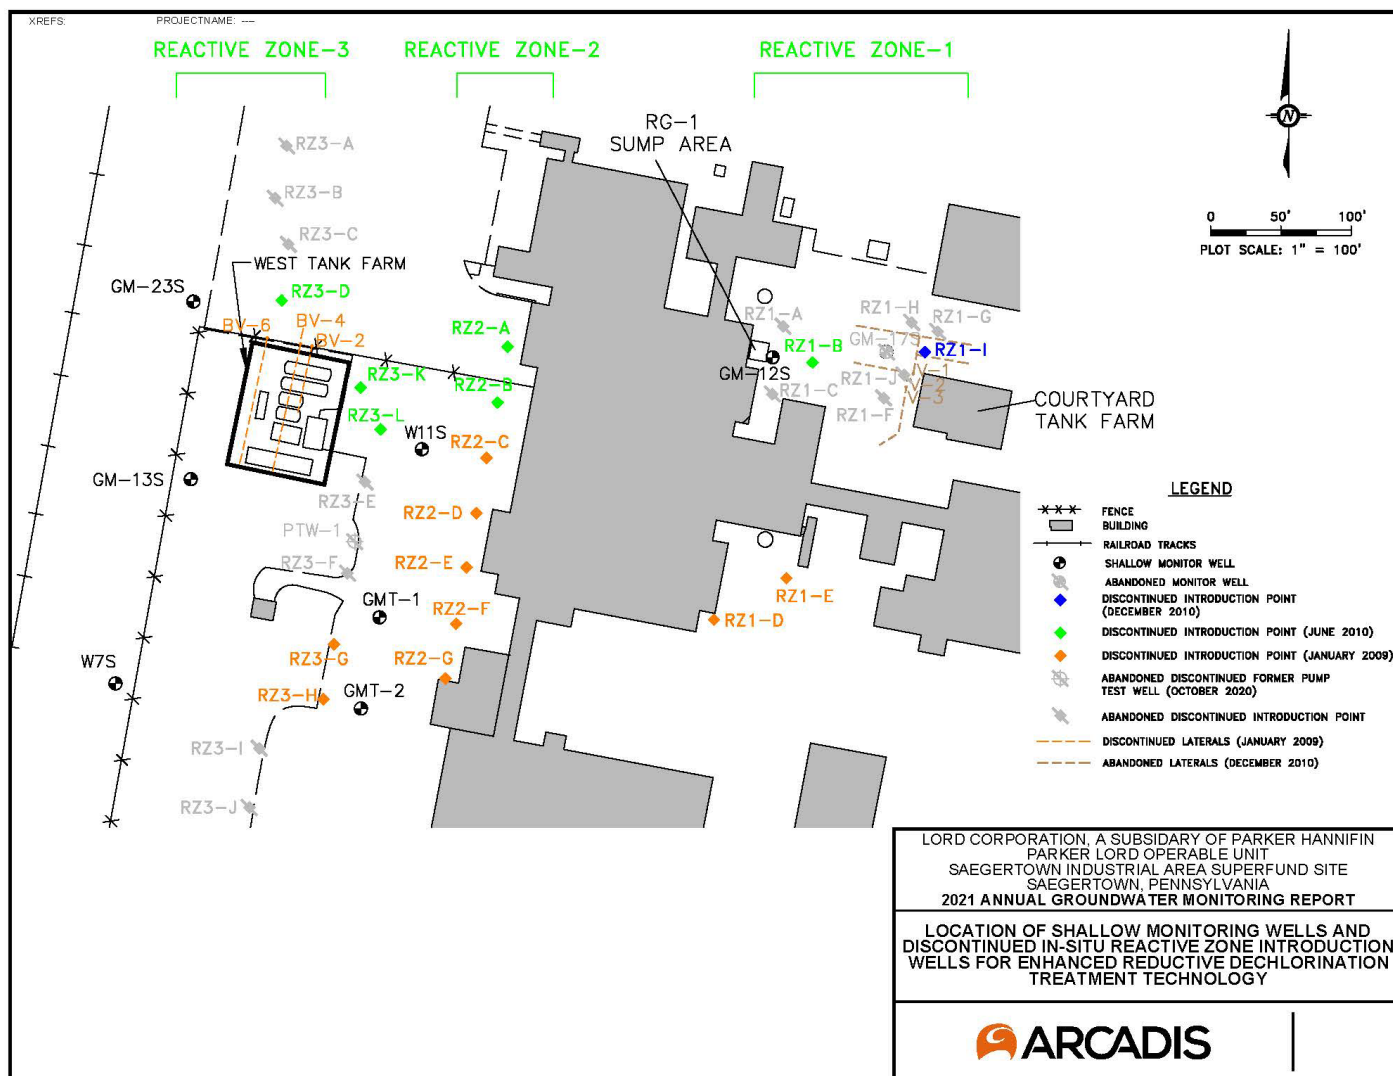 XREFS:
PROJECTNAME: ----
REACTIVE ZONE-3
REACTIVE ZONE-2
REACTIVE ZONE-1
N
0 50' 100'
PLOT SCALE: 1" = 100'
RG-1
SUMP AREA
RZ3-A
RZ3-B
RZ3-C
WEST TANK FARM
GM-23S
RZ3-D
BV-6
BV-4
BV-2
RZ2-A
RZ3-K
RZ2-B
RZ3-L
W11S
RZ2-C
GM-13S
RZ3-E
RZ2-D
PTW-1
RZ3-F
RZ2-E
GMT-1
RZ2-F
RZ3-G
W7S
RZ2-G
RZ3-H
GMT-2
RZ3-I
RZ3-J
RZ1-A
RZ1-H
RZ1-G
GM-17S
RZ1-B
RZ1-I
GM-12S
RZ1-C
RZ1-J
RZ1-F
V-1
V-2
V-3
COURTYARD
TANK FARM
RZ1-E
RZ1-D
LEGEND
FENCE
BUILDING
RAILROAD TRACKS
SHALLOW MONITOR WELL
ABANDONED MONITOR WELL
DISCONTINUED INTRODUCTION POINT
(DECEMBER 2010)
DISCONTINUED INTRODUCTION POINT (JUNE 2010)
DISCONTINUED INTRODUCTION POINT (JANUARY 2009)
ABANDONED DISCONTINUED FORMER PUMP
TEST WELL (OCTOBER 2020)
ABANDONED DISCONTINUED INTRODUCTION POINT
DISCONTINUED LATERALS (JANUARY 2009)
ABANDONED LATERALS (DECEMBER 2010)
LORD CORPORATION, A SUBSIDARY OF PARKER HANNIFIN
PARKER LORD OPERABLE UNIT
SAEGERTOWN INDUSTRIAL AREA SUPERFUND SITE
SAEGERTOWN, PENNSYLVANIA
2021 ANNUAL GROUNDWATER MONITORING REPORT
LOCATION OF SHALLOW MONITORING WELLS AND
DISCONTINUED IN-SITU REACTIVE ZONE INTRODUCTION
WELLS FOR ENHANCED REDUCTIVE DECHLORINATION
TREATMENT TECHNOLOGY
ARCADIS